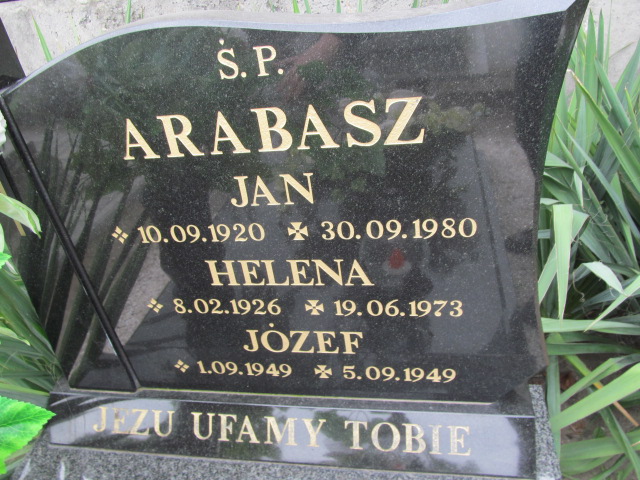 Ś.P.
ARABASZ
JAN
10.09.1920 30.09.1980
HELENA
8.02.1926 19.06.1973
JÓZEF
1.09.1949 5.09.1949
JEZU UFAMY TOBIE